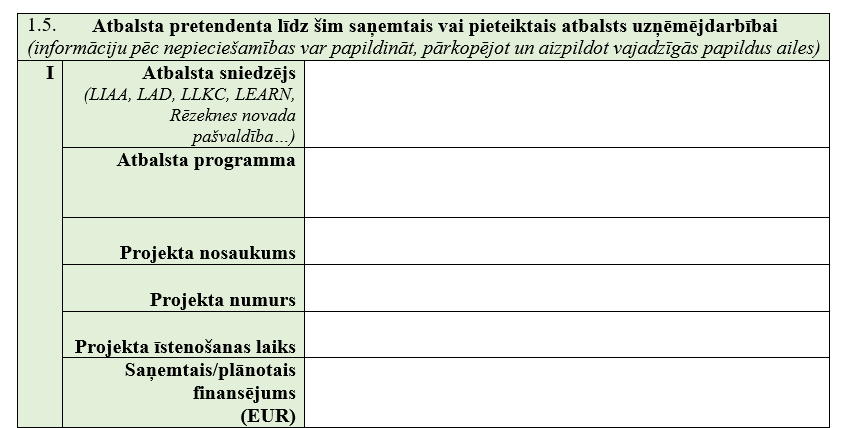 1.5. Atbalsta pretendenta līdz šim saņemtais vai pieteiktais atbalsts uzņēmējdarbībai
(informāciju pēc nepieciešamības var papildināt, pārkopējot un aizpildot vajadzīgās papildus ailes)
I Atbalsta sniedzējs
(LIAA, LAD, LLKC, LEARN,
Rēzeknes novada
pašvaldība…)
Atbalsta programma
Projekta nosaukums
Projekta numurs
Projekta īstenošanas laiks
Saņemtais/plānotais
finansējums
(EUR)